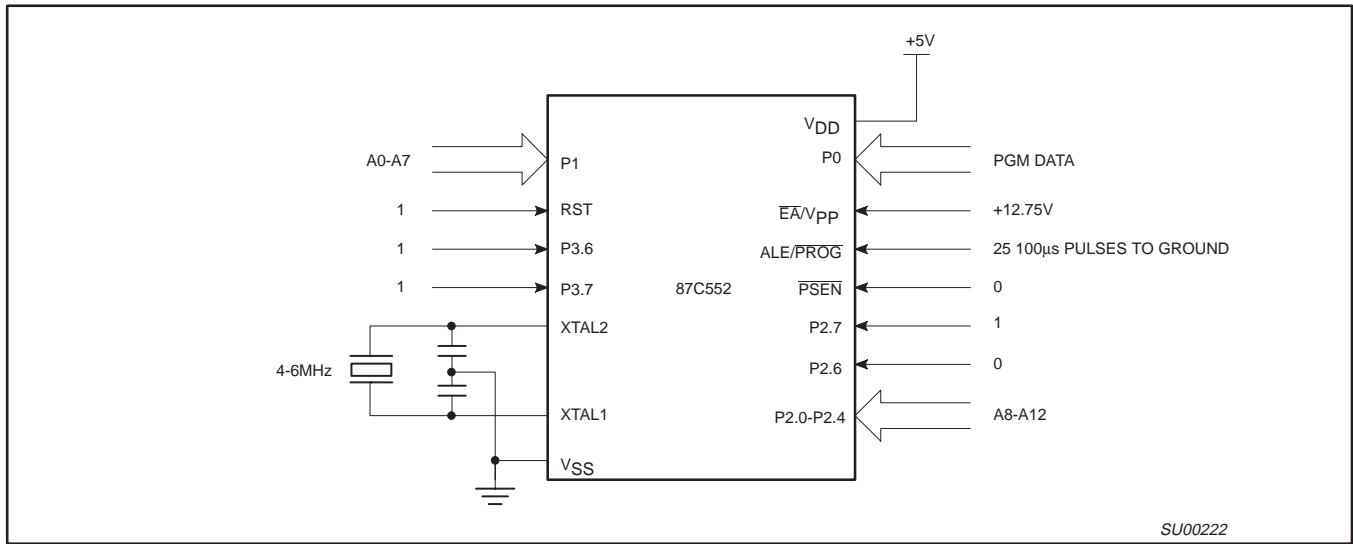 +5V
VDD
A0-A7
P1
P0
PGM DATA
1
RST
EA/VPP
+12.75V
1
P3.6
ALE/PROG
25 100µs PULSES TO GROUND
1
P3.7
87C552
PSEN
0
XTAL2
P2.7
1
4-6MHz
P2.6
0
XTAL1
P2.0-P2.4
A8-A12
VSS
SU00222